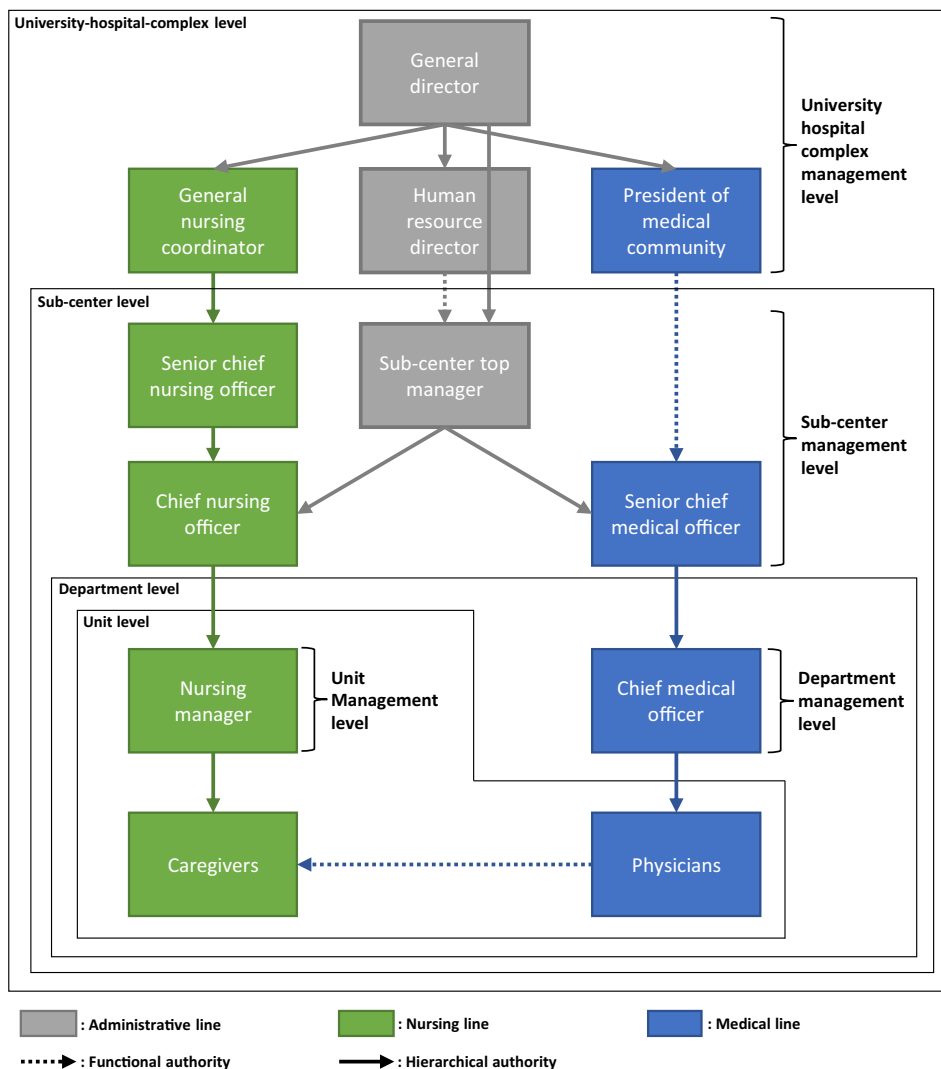 University-hospital-complex level
General
director
University
hospital
complex
management
level
General
nursing
coordinator
Human
resource
director
President of
medical
community
Sub-center level
Senior chief
nursing officer
Sub-center top
manager
Sub-center
management
level
Chief nursing
officer
Senior chief
medical officer
Department level
Unit level
Nursing
manager
Unit
Management
level
Chief medical
officer
Department
management
level
Caregivers
Physicians
: Administrative line
: Nursing line
: Medical line
: Functional authority
: Hierarchical authority